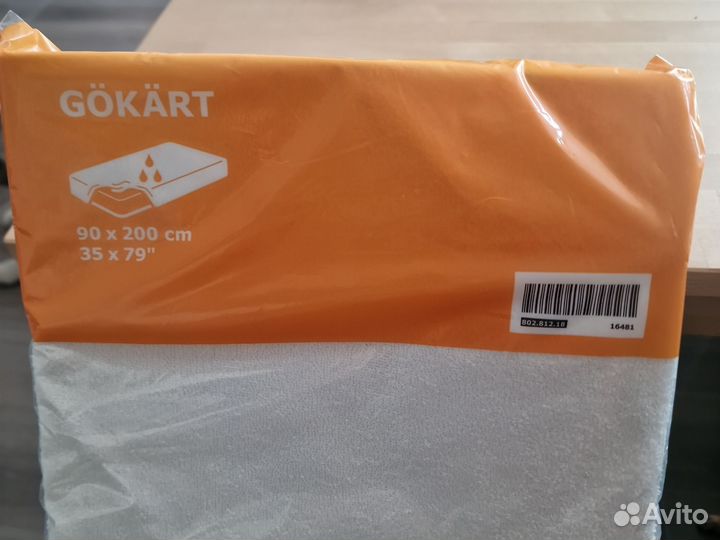 GÖKÄRT
90 x 200 cm
35 x 79"
802.812.18
16481
Avito